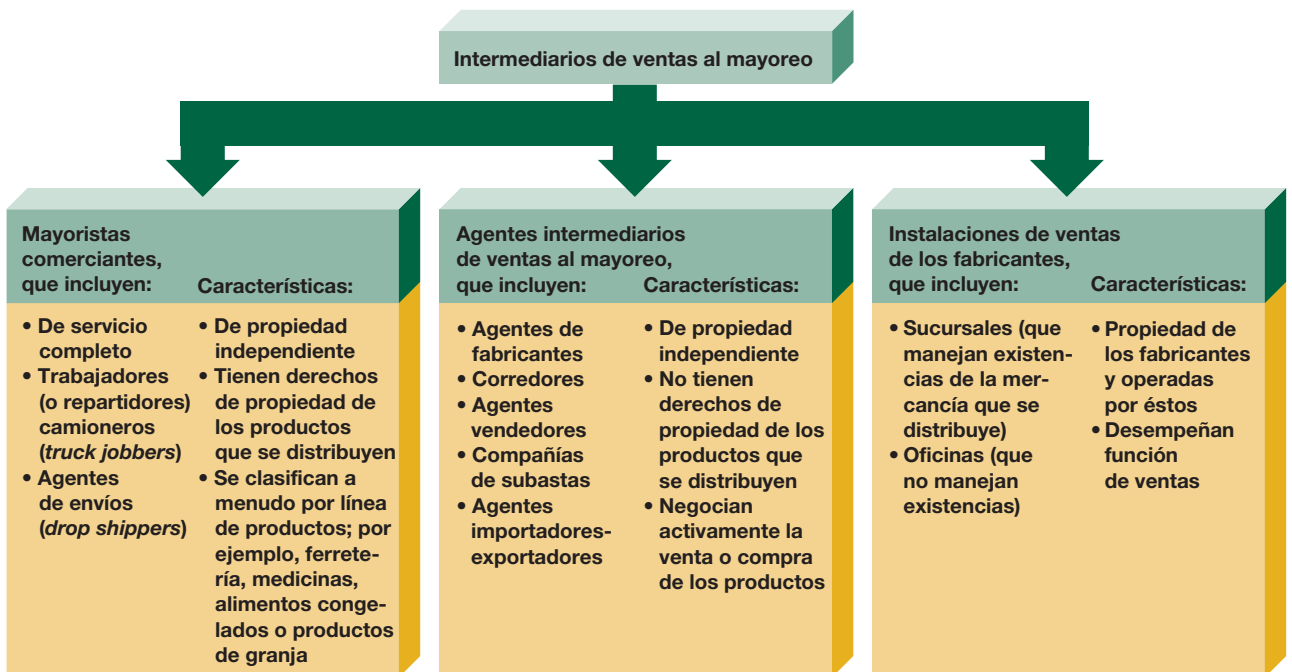 Intermediarios de ventas al mayoreo
Mayoristas
comerciantes,
que incluyen:
Características:
• De servicio
completo
• Trabajadores
(o repartidores)
camioneros
(truck jobbers)
• Agentes
de envíos
(drop shippers)
• De propiedad
independiente
• Tienen derechos
de propiedad de
los productos
que se distribuyen
• Se clasifican a
menudo por línea
de productos; por
ejemplo, ferrete-
ría, medicinas,
alimentos conge-
lados o productos
de granja
Agentes intermediarios
de ventas al mayoreo,
que incluyen:
Características:
• Agentes de
fabricantes
• Corredores
• Agentes
vendedores
• Compañías
de subastas
• Agentes
importadores-
exportadores
• De propiedad
independiente
• No tienen
derechos de
propiedad de los
productos que
se distribuyen
• Negocian
activamente la
venta o compra
de los productos
Instalaciones de ventas
de los fabricantes,
que incluyen:
Características:
• Sucursales (que
manejan existen-
cias de la mer-
cancía que se
distribuye)
• Oficinas (que
no manejan
existencias)
• Propiedad de
los fabricantes
y operadas
por éstos
• Desempeñan
función
de ventas